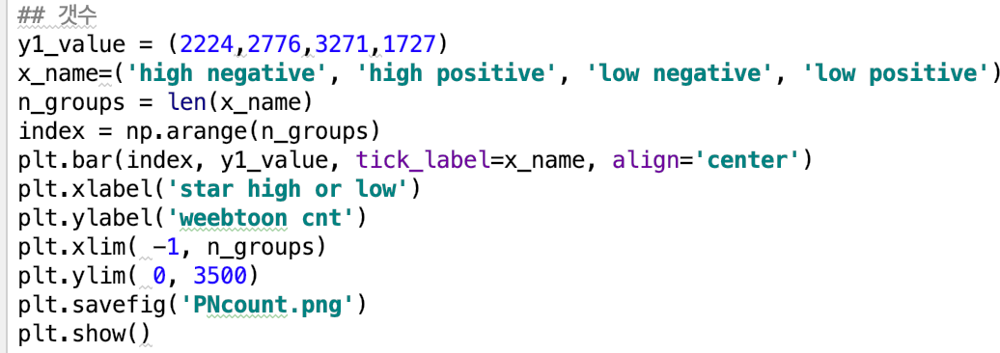 ## 갯수
y1_value = (2224,2776,3271,1727)
x_name=('high negative', 'high positive', 'low negative', 'low positive')
n_groups = len(x_name)
index = np.arange(n_groups)
plt.bar(index, y1_value, tick_label=x_name, align='center')
plt.xlabel('star high or low')
plt.ylabel('weebtoon cnt')
plt.xlim( -1, n_groups)
plt.ylim( 0, 3500)
plt.savefig('PNcount.png')
plt.show()